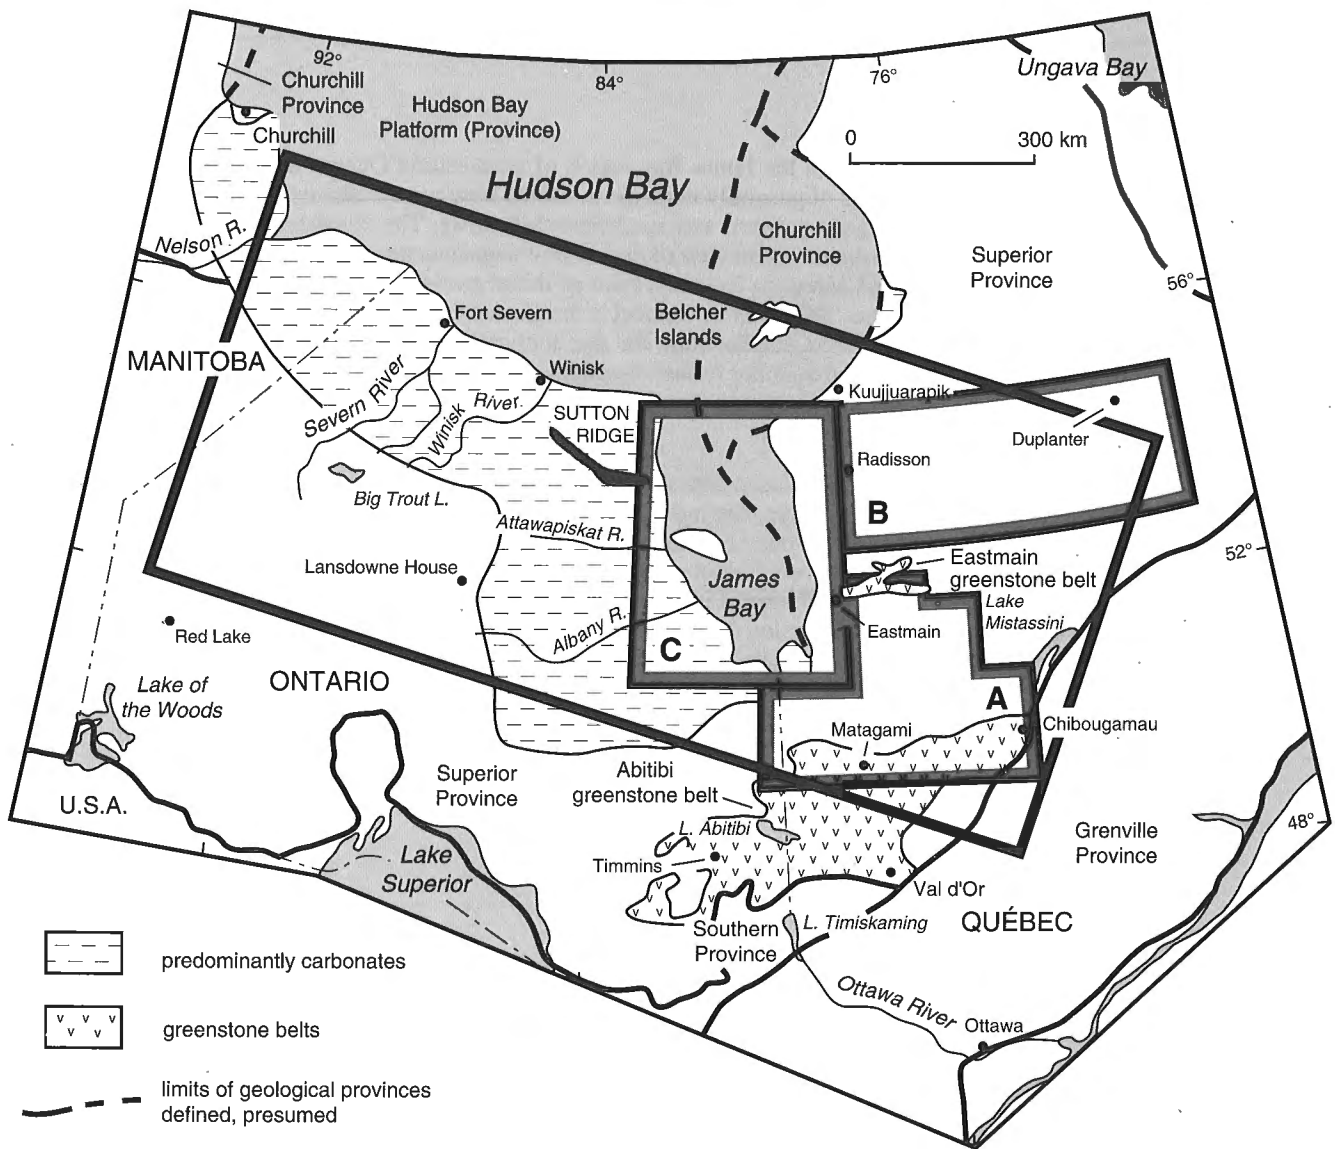 92°
84°
76°
Ungava Bay
Churchill
Province
Hudson Bay
Platform (Province)
Churchill
0 300 km
Hudson Bay
Nelson R.
Churchill
Province
Superior
Province
56°
Fort Severn
Belcher
Islands
MANITOBA
Winisk
Kuujjuarapik
Severn River
Winisk
River
SUTTON
RIDGE
Duplanter
Radisson
Big Trout L.
B
Attawapiskat R.
52°
Eastmain
greenstone belt
Lansdowne House
James
Bay
Lake
Mistassini
Albany R.
Eastmain
Red Lake
C
ONTARIO
Lake of
the Woods
A
Matagami
Chibougamau
Superior
Province
Abitibi
greenstone belt
U.S.A.
48°
L. Abitibi
Grenville
Province
Lake
Superior
Timmins
Val d'Or
Southern
Province
L. Timiskaming
QUÉBEC
Ottawa River
Ottawa
predominantly carbonates
greenstone belts
limits of geological provinces
defined, presumed